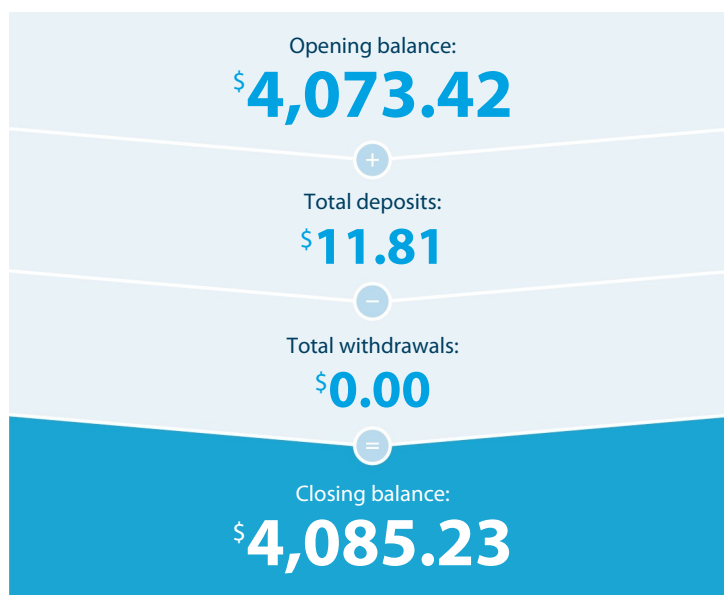 Opening balance:
$4,073.42
+
Total deposits:
$11.81
−
Total withdrawals:
$0.00
=
Closing balance:
$4,085.23